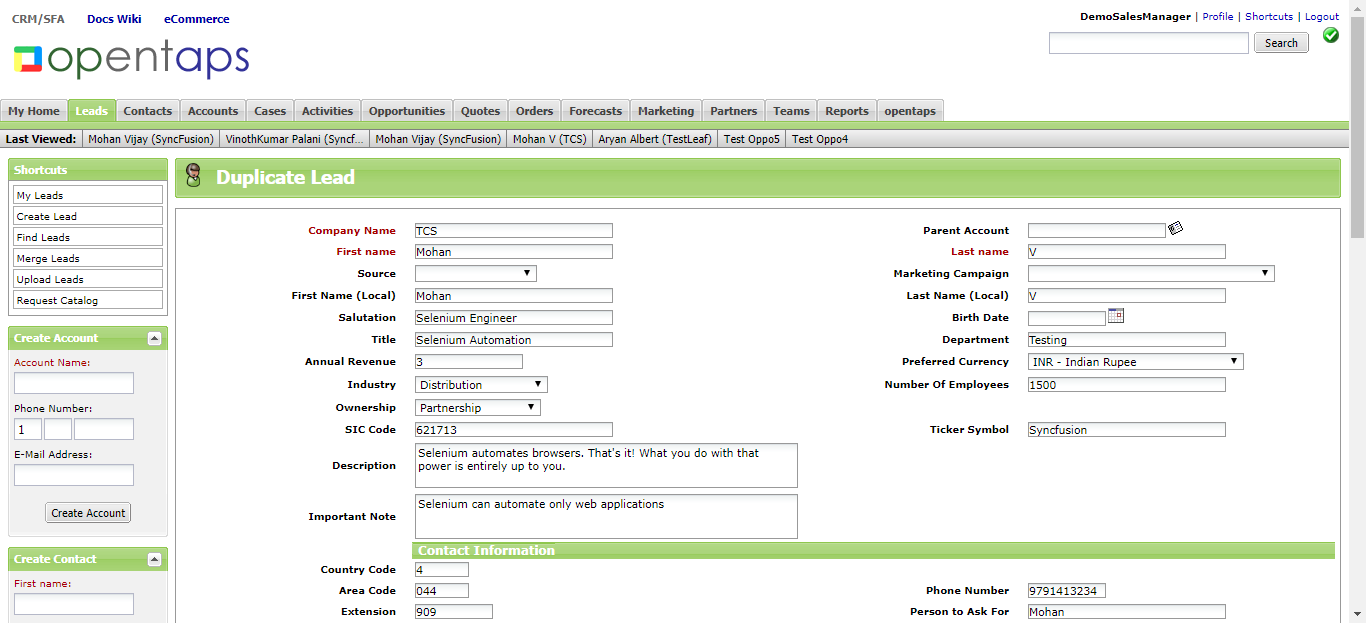 CRM/SFA Docs Wiki eCommerce
DemoSalesManager | Profile | Shortcuts | Logout
opentaps
Search
My Home Leads Contacts Accounts Cases Activities Opportunities Quotes Orders Forecasts Marketing Partners Teams Reports opentaps
Last Viewed: Mohan Vijay (SyncFusion) VinothKumar Palani (Syncf... Mohan Vijay (SyncFusion) Mohan V (TCS) Aryan Albert (TestLeaf) Test Oppo5 Test Oppo4
Shortcuts
My Leads
Create Lead
Find Leads
Merge Leads
Upload Leads
Request Catalog
Create Account
Account Name:
Phone Number:
1
E-Mail Address:
Create Account
Create Contact
First name:
Duplicate Lead
Company Name TCS Parent Account
First name Mohan Last name V
Source Marketing Campaign
First Name (Local) Mohan Last Name (Local) V
Salutation Selenium Engineer Birth Date
Title Selenium Automation Department Testing
Annual Revenue 3 Preferred Currency INR - Indian Rupee
Industry Distribution Number Of Employees 1500
Ownership Partnership
SIC Code 621713 Ticker Symbol Syncfusion
Description Selenium automates browsers. That's it! What you do with that
power is entirely up to you.
Important Note Selenium can automate only web applications
Contact Information
Country Code 4
Area Code 044 Phone Number 9791413234
Extension 909 Person to Ask For Mohan